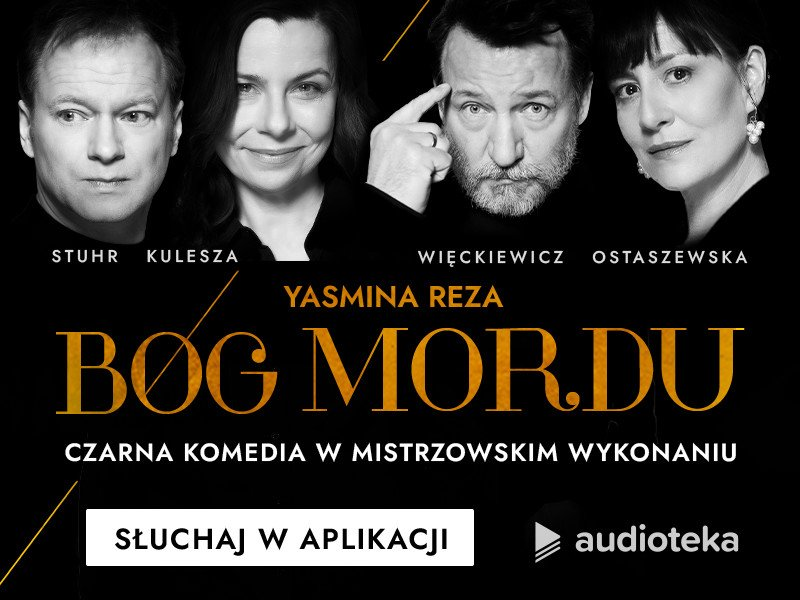 STUHR KULESZA WIĘCKIEWICZ OSTASZEWSKA
YASMINA REZA
BÓG MORDU
CZARNA KOMEDIA W MISTRZOWSKIM WYKONANIU
SŁUCHAJ W APLIKACJI
audioteka